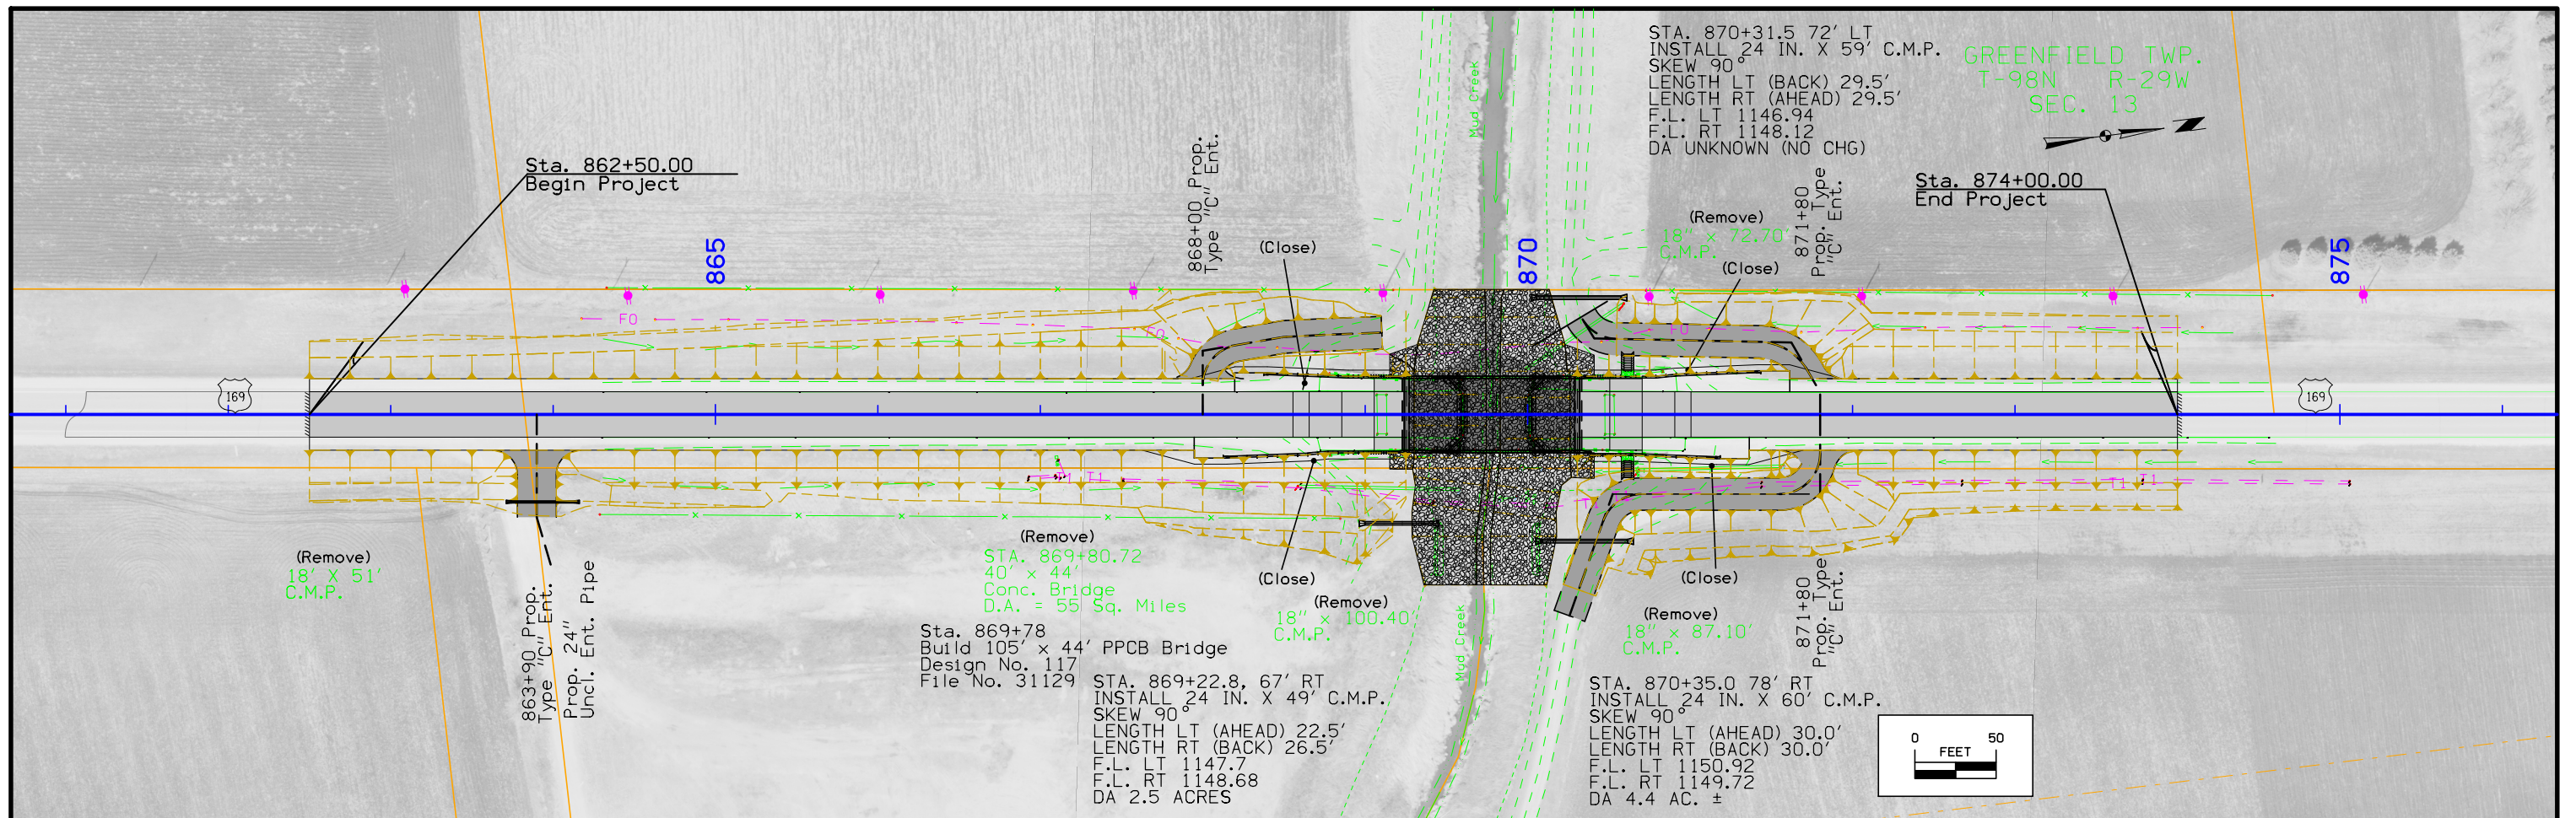 STA. 870+31.5 72' LT
INSTALL 24 IN. X 59' C.M.P.
SKEW 90°
LENGTH LT (BACK) 29.5'
LENGTH RT (AHEAD) 29.5'
F.L. LT 1146.94
F.L. RT 1148.12
DA UNKNOWN (NO CHG)
GREENFIELD TWP.
T-98N R-29W
SEC. 13
Mud Creek
Sta. 862+50.00
Begin Project
868+00 Prop.
Type "C" Ent.
(Close)
(Remove)
18" x 72.70'
C.M.P.
(Close)
871+80
Prop. Type
"C" Ent.
Sta. 874+00.00
End Project
865
870
875
FO
FO
FO
169
169
T1
T1
T1
T1
(Remove)
18' X 51'
C.M.P.
863+90 Prop.
Type "C" Ent.
Prop. 24"
Uncl. Ent. Pipe
(Remove)
STA. 869+80.72
40' x 44'
Conc. Bridge
D.A. = 55 Sq. Miles
Sta. 869+78
Build 105' x 44' PPCB Bridge
Design No. 117
File No. 31129
(Close)
(Remove)
18" x 100.40'
C.M.P.
STA. 869+22.8, 67' RT
INSTALL 24 IN. X 49' C.M.P.
SKEW 90°
LENGTH LT (AHEAD) 22.5'
LENGTH RT (BACK) 26.5'
F.L. LT 1147.7
F.L. RT 1148.68
DA 2.5 ACRES
Mud Creek
(Close)
(Remove)
18" x 87.10'
C.M.P.
871+80
Prop. Type
"C" Ent.
STA. 870+35.0 78' RT
INSTALL 24 IN. X 60' C.M.P.
SKEW 90°
LENGTH LT (AHEAD) 30.0'
LENGTH RT (BACK) 30.0'
F.L. LT 1150.92
F.L. RT 1149.72
DA 4.4 AC. ±
0 50
FEET